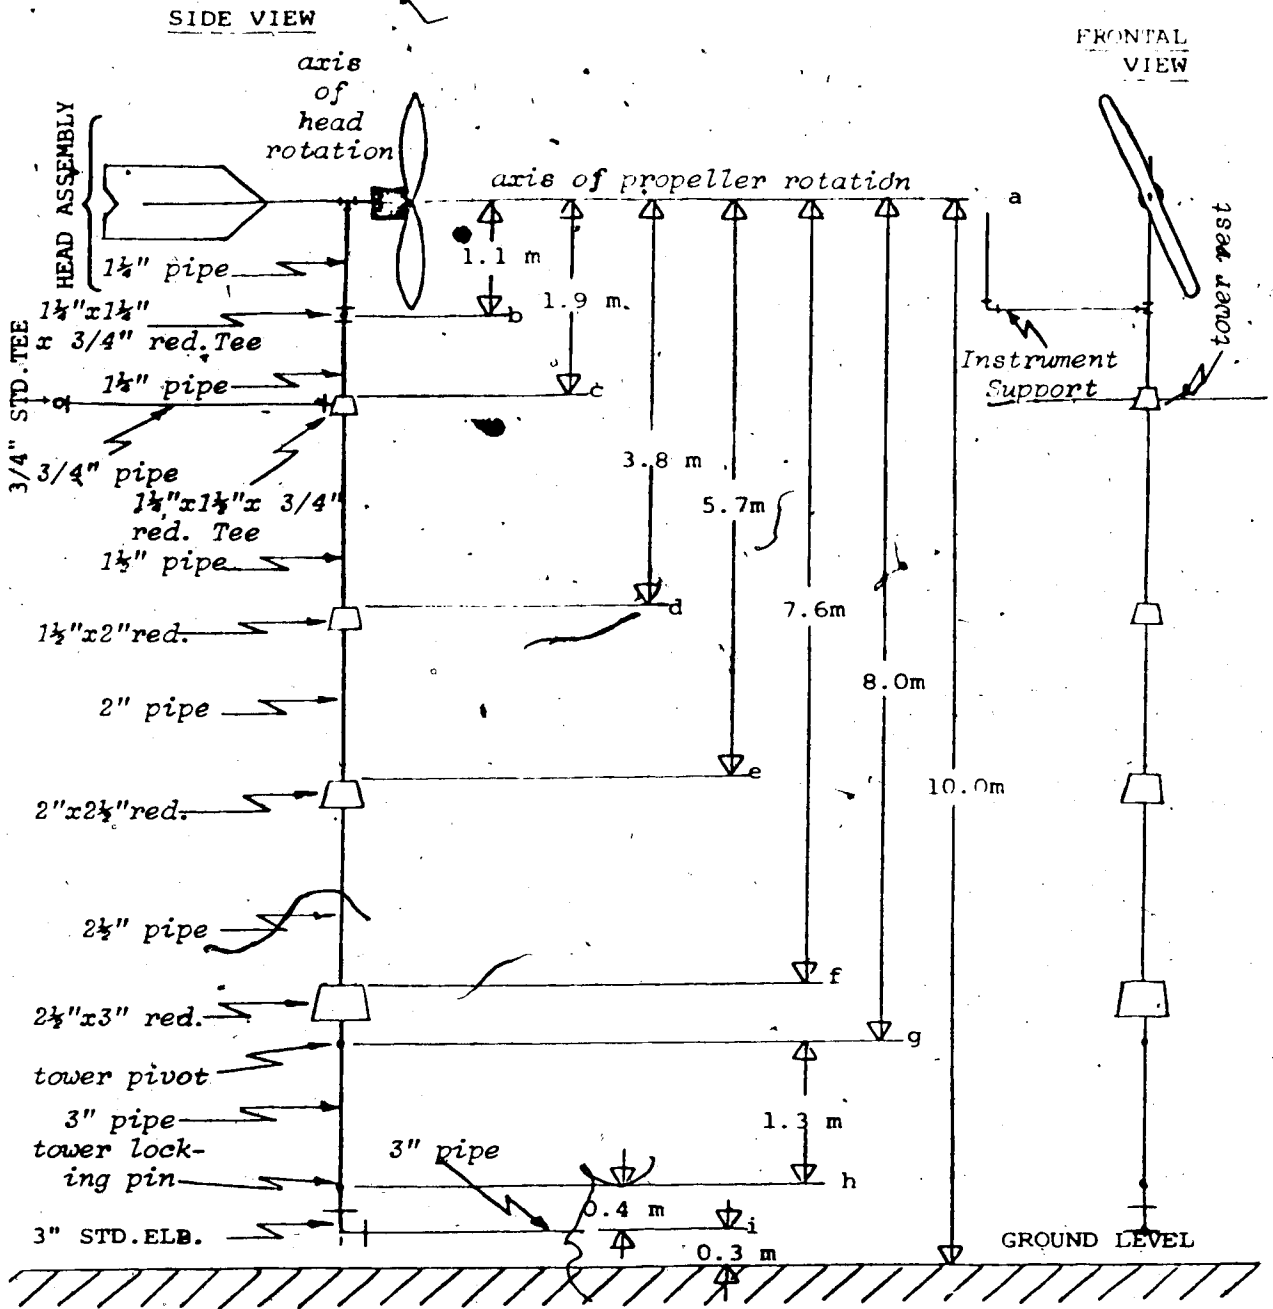 SIDE VIEW
FRONTAL
VIEW
axis
of
head
rotation
HEAD ASSEMBLY
axis of propeller rotation
a
tower rest
1¼" pipe
1.1 m
1.9 m.
b
1½"x1¼"
x 3/4" red.Tee
3/4" STD.TEE
1½" pipe
c
Instrument
Support
3/4" pipe
3.8 m
1½"x1½"x 3/4"
red. Tee
5.7m
1½" pipe
d
7.6m
1½"x2"red.
8.0m
2" pipe
e
10.0m
2"x2½"red.
2½" pipe
f
2½"x3" red.
g
tower pivot
3" pipe
1.3 m
tower lock-
ing pin
3" pipe
h
0.4 m
i
3" STD.ELB.
0.3 m
GROUND LEVEL